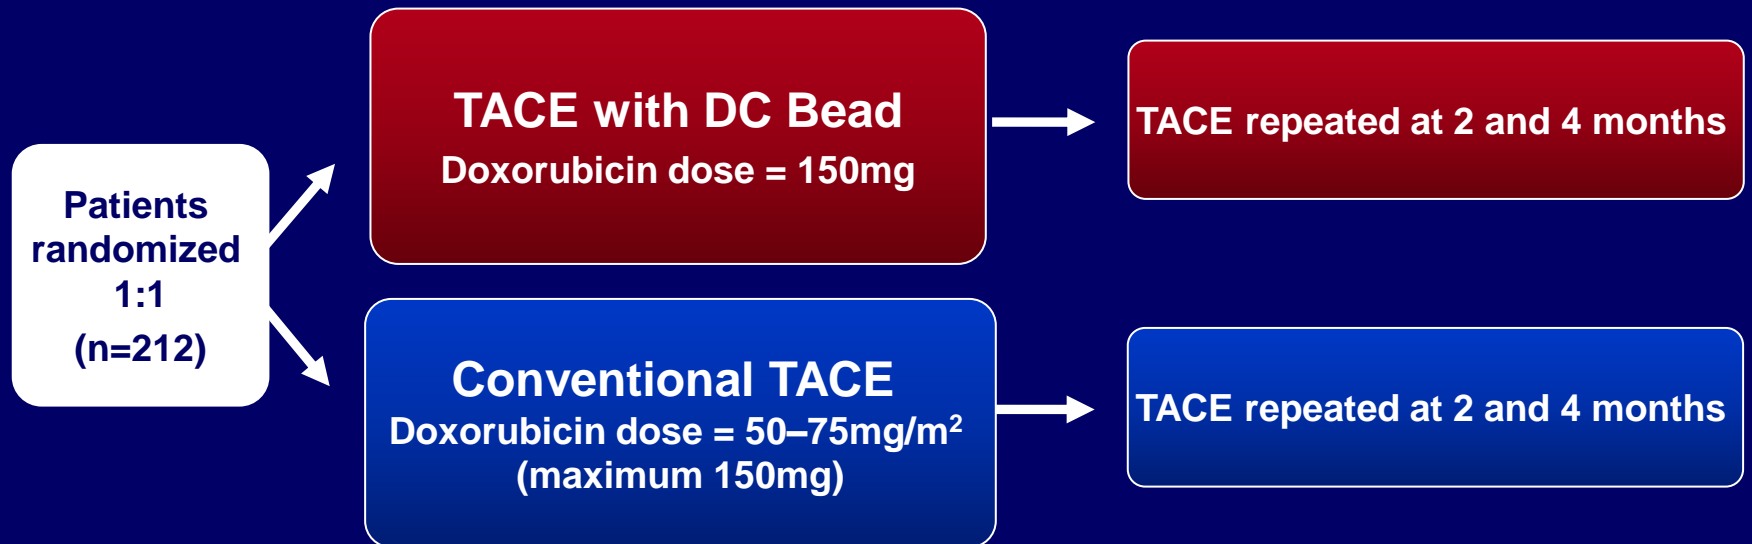 Patients
randomized
1:1
(n=212)
TACE with DC Bead
Doxorubicin dose = 150mg
TACE repeated at 2 and 4 months
Conventional TACE
Doxorubicin dose = 50–75mg/m²
(maximum 150mg)
TACE repeated at 2 and 4 months